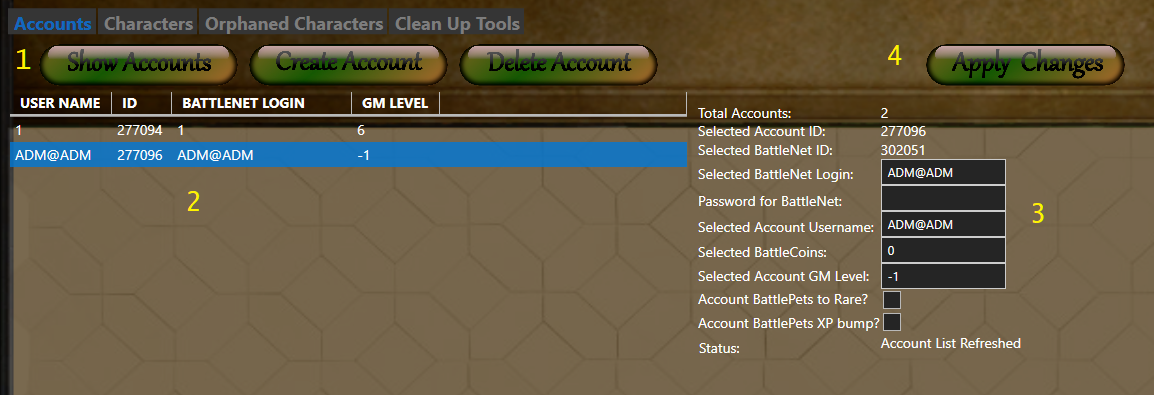 Accounts Characters Orphaned Characters Clean Up Tools
1 Show Accounts Create Account Delete Account 4 Apply Changes
USER NAME ID BATTLENET LOGIN GM LEVEL
1 277094 1 6
ADM@ADM 277096 ADM@ADM -1
2
Total Accounts: 2
Selected Account ID: 277096
Selected BattleNet ID: 302051
Selected BattleNet Login: ADM@ADM
Password for BattleNet:
3
Selected Account Username: ADM@ADM
Selected BattleCoins: 0
Selected Account GM Level: -1
Account BattlePets to Rare?
Account BattlePets XP bump?
Status: Account List Refreshed